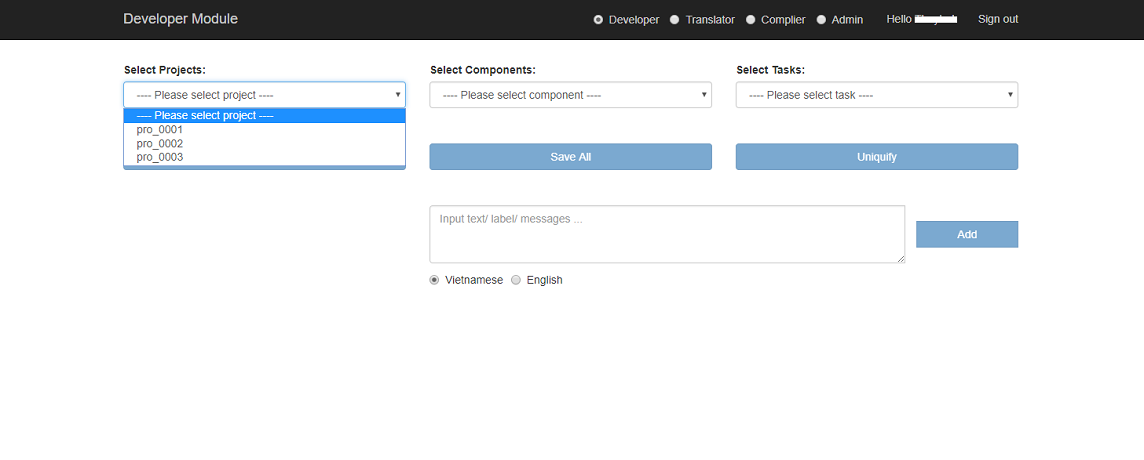 Developer Module
Developer Translator Complier Admin Hello Sign out
Select Projects: Select Components: Select Tasks:
---- Please select project ---- ---- Please select component ---- ---- Please select task ----
---- Please select project ----
pro_0001
pro_0002
pro_0003
Save All Uniquify
Input text/ label/ messages ...
Add
Vietnamese English